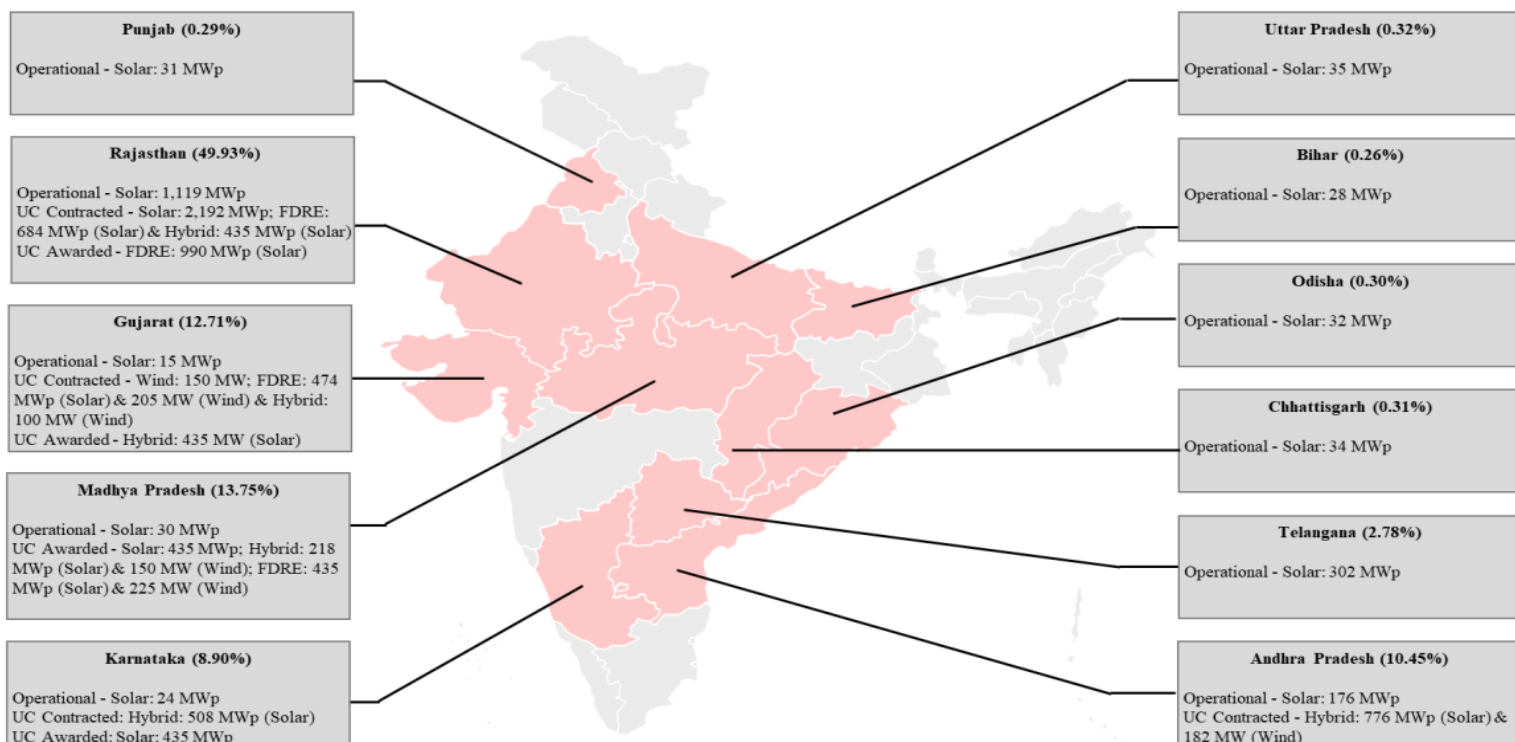 Punjab (0.29%)
Operational - Solar: 31 MWp
Rajasthan (49.93%)
Operational - Solar: 1,119 MWp
UC Contracted - Solar: 2,192 MWp; FDRE:
684 MWp (Solar) & Hybrid: 435 MWp (Solar)
UC Awarded - FDRE: 990 MWp (Solar)
Gujarat (12.71%)
Operational - Solar: 15 MWp
UC Contracted - Wind: 150 MW; FDRE: 474
MWp (Solar) & 205 MW (Wind) & Hybrid:
100 MW (Wind)
UC Awarded - Hybrid: 435 MW (Solar)
Madhya Pradesh (13.75%)
Operational - Solar: 30 MWp
UC Awarded - Solar: 435 MWp; Hybrid: 218
MWp (Solar) & 150 MW (Wind); FDRE: 435
MWp (Solar) & 225 MW (Wind)
Karnataka (8.90%)
Operational - Solar: 24 MWp
UC Contracted: Hybrid: 508 MWp (Solar)
UC Awarded: Solar: 435 MWp
Uttar Pradesh (0.32%)
Operational - Solar: 35 MWp
Bihar (0.26%)
Operational - Solar: 28 MWp
Odisha (0.30%)
Operational - Solar: 32 MWp
Chhattisgarh (0.31%)
Operational - Solar: 34 MWp
Telangana (2.78%)
Operational - Solar: 302 MWp
Andhra Pradesh (10.45%)
Operational - Solar: 176 MWp
UC Contracted - Hybrid: 776 MWp (Solar) &
182 MW (Wind)